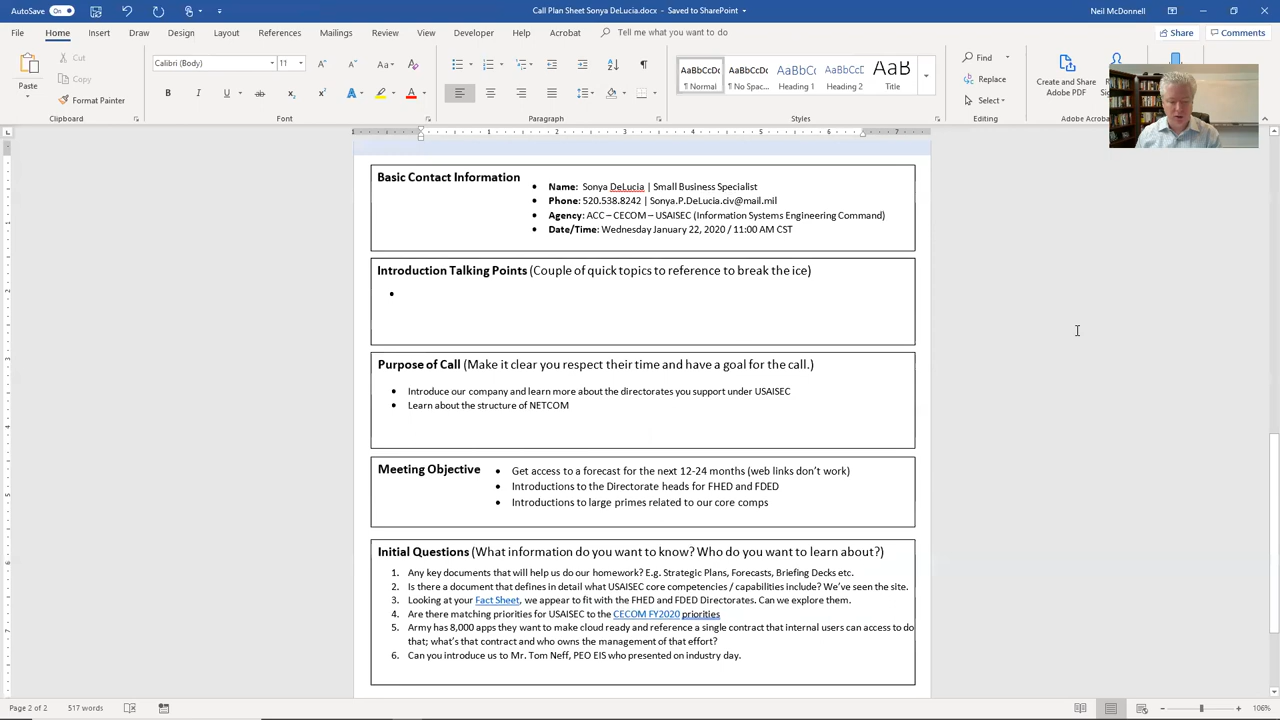 AutoSave On
Call Plan Sheet Sonya DeLucia.docx - Saved to SharePoint
Neil McDonnell
File Home Insert Draw Design Layout References Mailings Review View Developer Help Acrobat Tell me what you want to do
Share Comments
Paste
Cut
Copy
Format Painter
Clipboard
Calibri (Body) 11
Font
Paragraph
AaBbCcDc AaBbCcDc AaBbCc AaBbCcD AaB
¶ Normal ¶ No Spac... Heading 1 Heading 2 Title
Styles
Find
Replace
Select
Editing
Create and Share
Adobe PDF
Adobe Acroba
Basic Contact Information
• Name: Sonya DeLucia | Small Business Specialist
• Phone: 520.538.8242 | Sonya.P.DeLucia.civ@mail.mil
• Agency: ACC – CECOM – USAISEC (Information Systems Engineering Command)
• Date/Time: Wednesday January 22, 2020 / 11:00 AM CST
Introduction Talking Points (Couple of quick topics to reference to break the ice)
•
Purpose of Call (Make it clear you respect their time and have a goal for the call.)
• Introduce our company and learn more about the directorates you support under USAISEC
• Learn about the structure of NETCOM
Meeting Objective
• Get access to a forecast for the next 12-24 months (web links don't work)
• Introductions to the Directorate heads for FHED and FDED
• Introductions to large primes related to our core comps
Initial Questions (What information do you want to know? Who do you want to learn about?)
1. Any key documents that will help us do our homework? E.g. Strategic Plans, Forecasts, Briefing Decks etc.
2. Is there a document that defines in detail what USAISEC core competencies / capabilities include? We've seen the site.
3. Looking at your Fact Sheet, we appear to fit with the FHED and FDED Directorates. Can we explore them.
4. Are there matching priorities for USAISEC to the CECOM FY2020 priorities
5. Army has 8,000 apps they want to make cloud ready and reference a single contract that internal users can access to do
that; what's that contract and who owns the management of that effort?
6. Can you introduce us to Mr. Tom Neff, PEO EIS who presented on industry day.
Page 2 of 2 517 words
106%